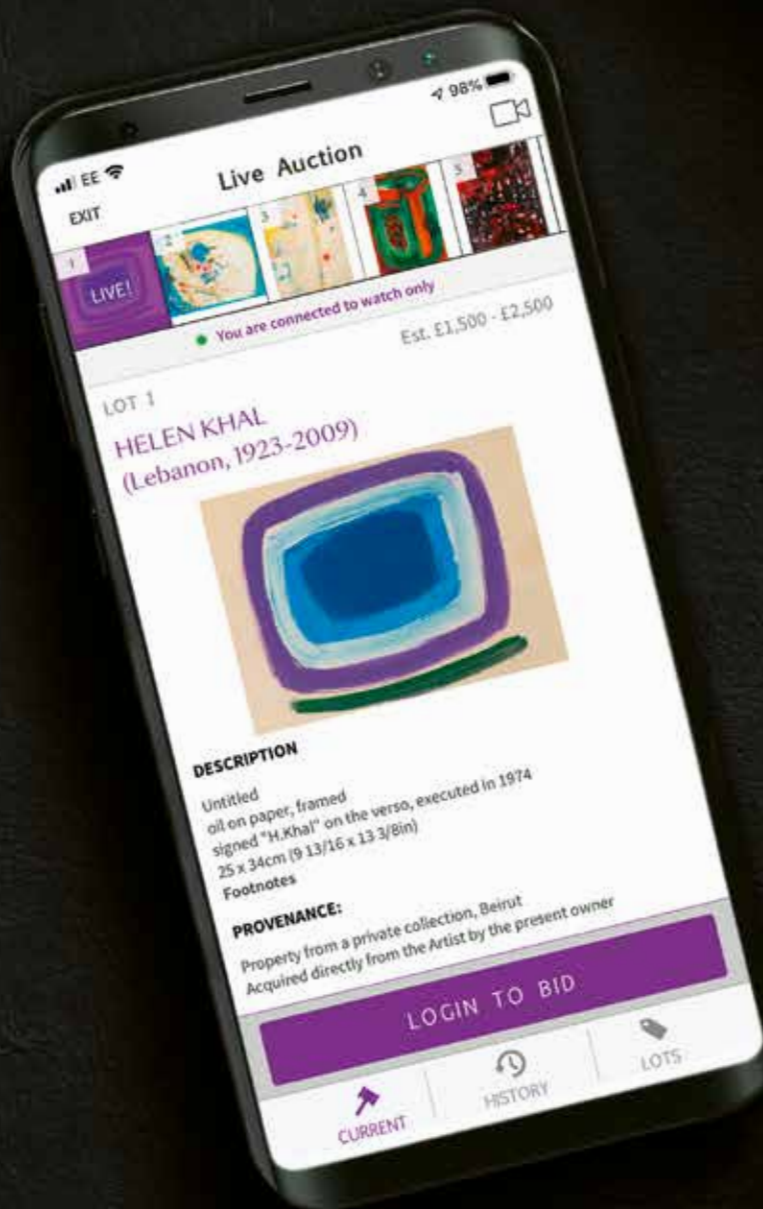 EE 98%
EXIT Live Auction
1 2 3 4 5
LIVE!
You are connected to watch only
Est. £1,500 - £2,500
LOT 1
HELEN KHAL
(Lebanon, 1923-2009)
DESCRIPTION
Untitled
oil on paper, framed
signed "H.Khal" on the verso, executed in 1974
25 x 34cm (9 13/16 x 13 3/8in)
Footnotes
PROVENANCE:
Property from a private collection, Beirut
Acquired directly from the Artist by the present owner
LOGIN TO BID
CURRENT HISTORY LOTS